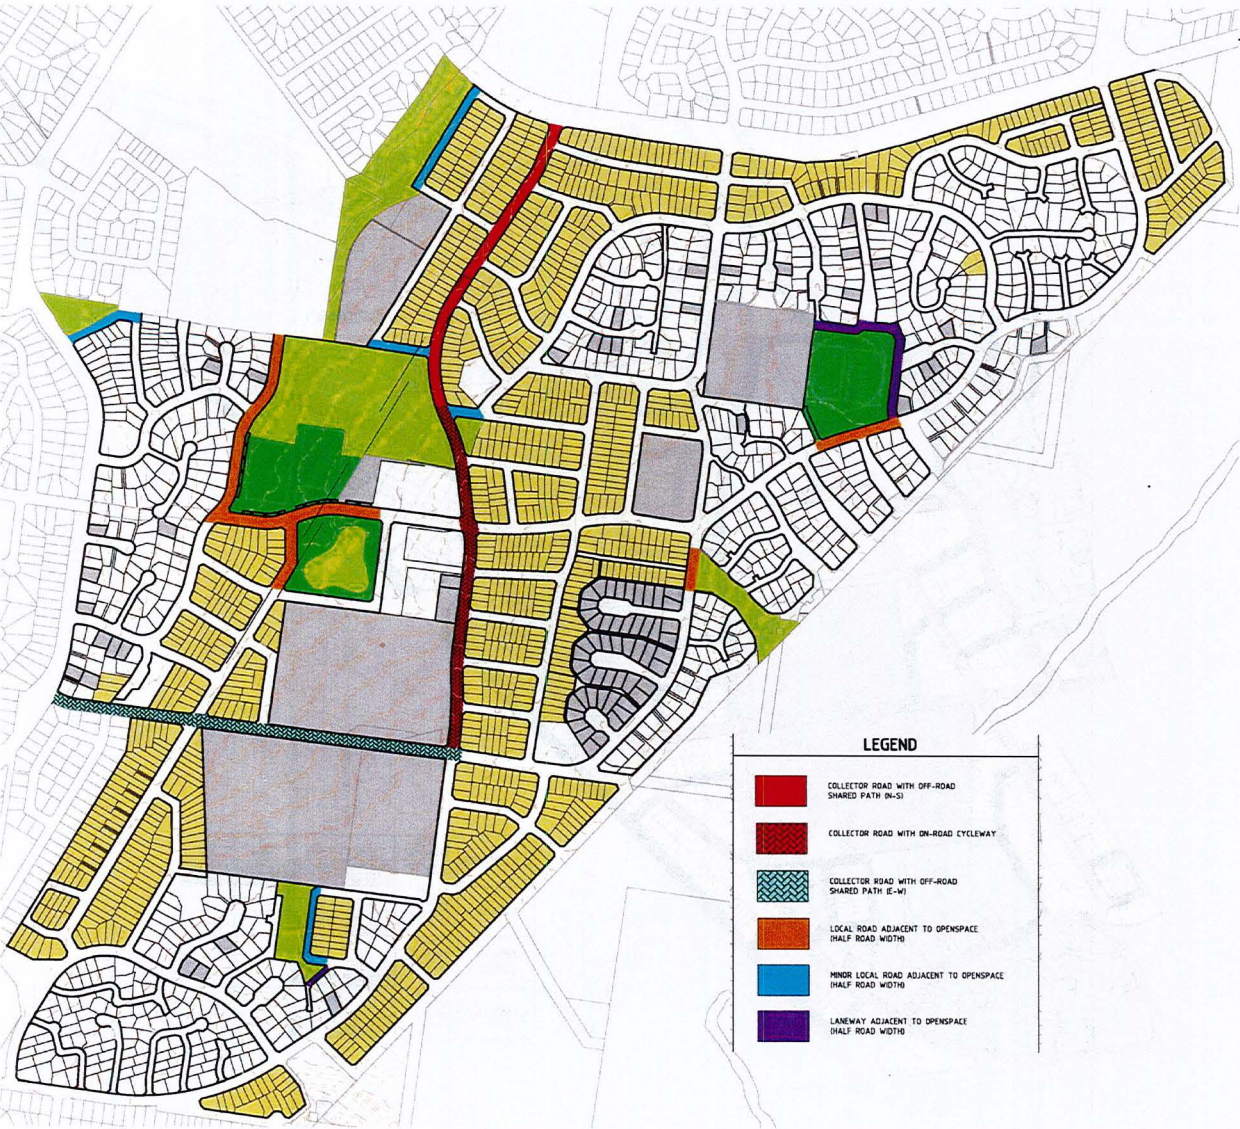 LEGEND
COLLECTOR ROAD WITH OFF-ROAD
SHARED PATH (N-S)
COLLECTOR ROAD WITH ON-ROAD CYCLEWAY
COLLECTOR ROAD WITH OFF-ROAD
SHARED PATH (E-W)
LOCAL ROAD ADJACENT TO OPENSPACE
(HALF ROAD WIDTH)
MINOR LOCAL ROAD ADJACENT TO OPENSPACE
(HALF ROAD WIDTH)
LANEWAY ADJACENT TO OPENSPACE
(HALF ROAD WIDTH)